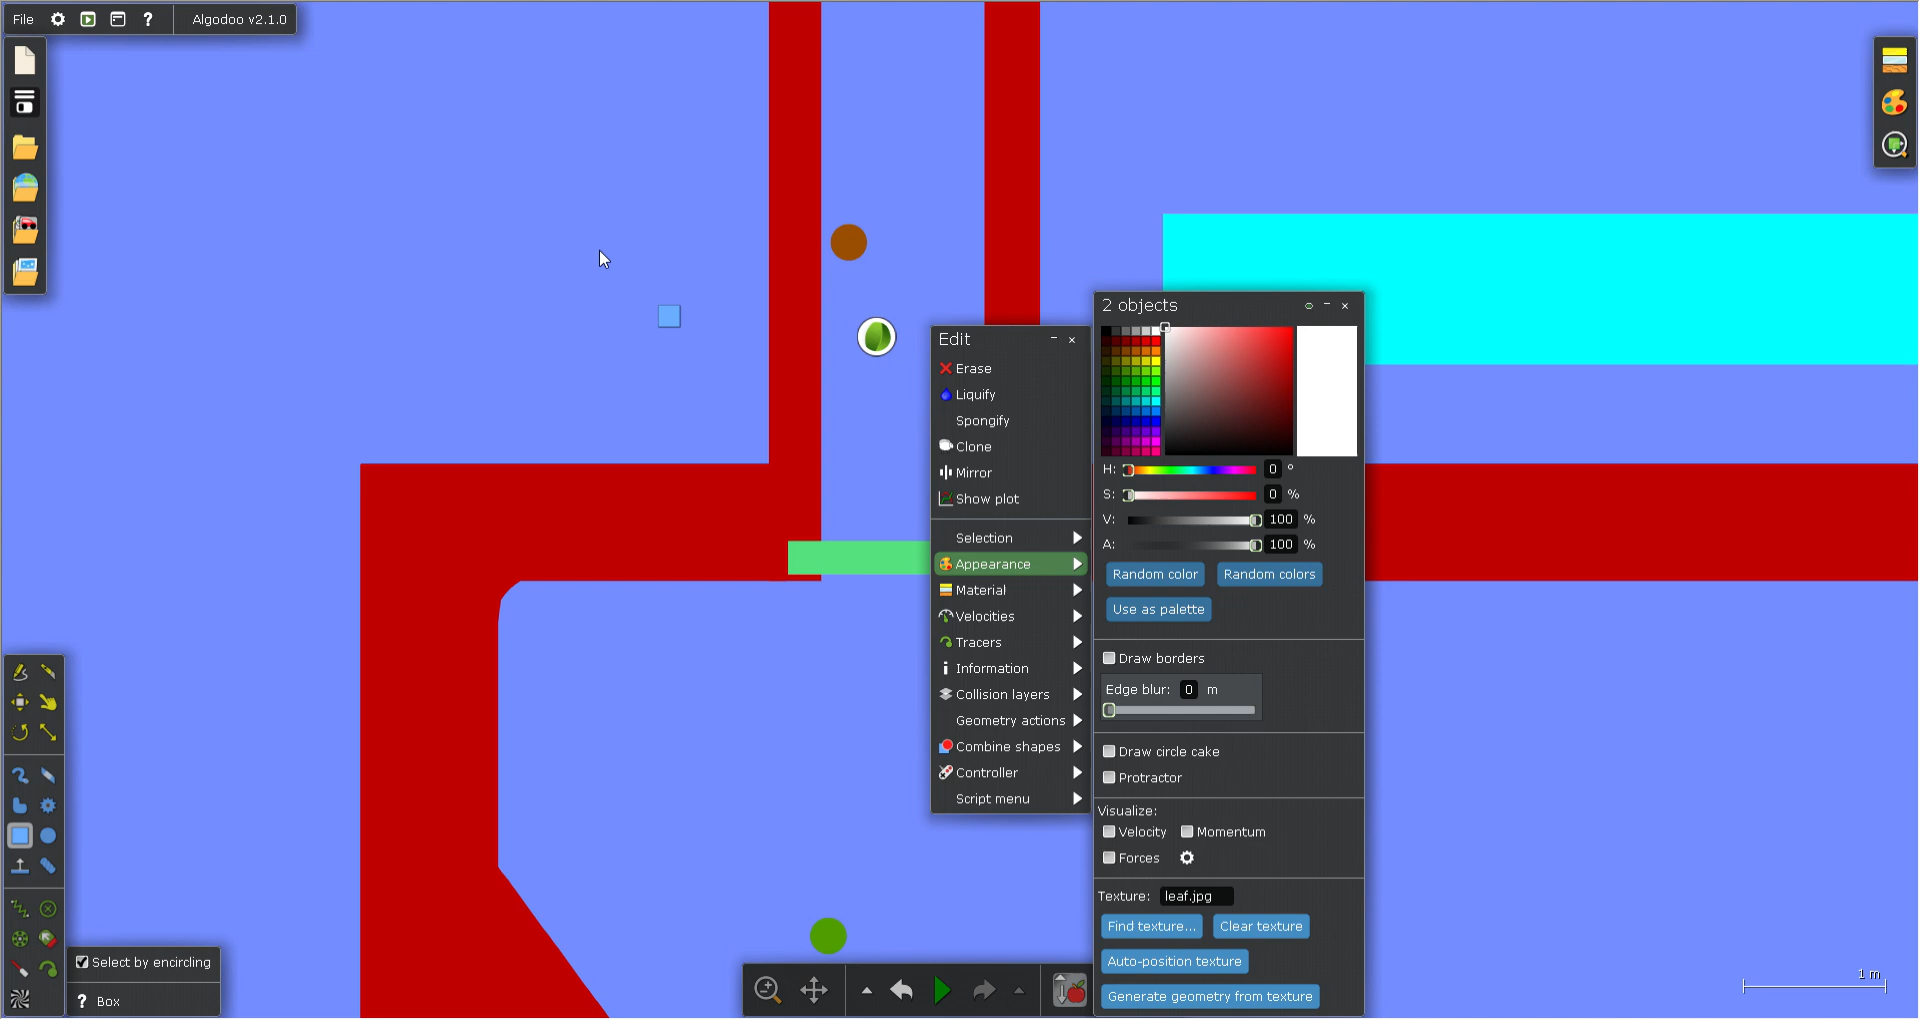 File ? Algodoo v2.1.0
2 objects
Edit
Erase
Liquify
Spongify
Clone
Mirror
Show plot
Selection
Appearance
Material
Velocities
Tracers
Information
Collision layers
Geometry actions
Combine shapes
Controller
Script menu
H: 0 °
S: 0 %
V: 100 %
A: 100 %
Random color Random colors
Use as palette
Draw borders
Edge blur: 0 m
Draw circle cake
Protractor
Visualize:
Velocity Momentum
Forces
Texture: leaf.jpg
Find texture... Clear texture
Auto-position texture
Generate geometry from texture
Select by encircling
? Box
1 m